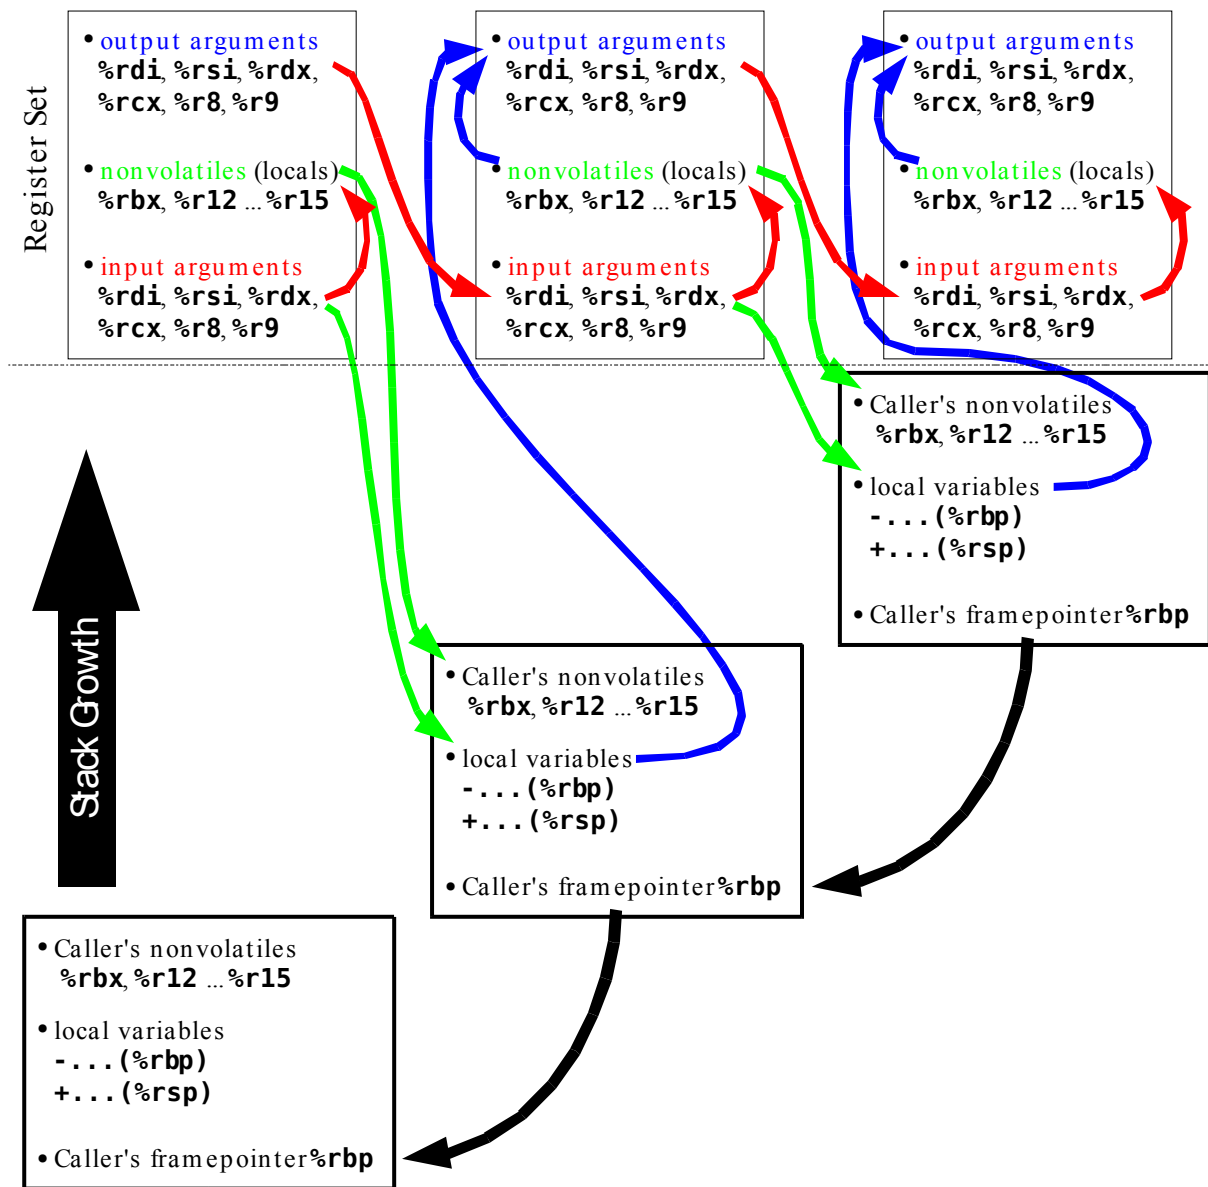 Register Set
• output arguments
%rdi, %rsi, %rdx,
%rcx, %r8, %r9
• nonvolatiles (locals)
%rbx, %r12 ... %r15
• input arguments
%rdi, %rsi, %rdx,
%rcx, %r8, %r9
• output arguments
%rdi, %rsi, %rdx,
%rcx, %r8, %r9
• nonvolatiles (locals)
%rbx, %r12 ... %r15
• input arguments
%rdi, %rsi, %rdx,
%rcx, %r8, %r9
• output arguments
%rdi, %rsi, %rdx,
%rcx, %r8, %r9
• nonvolatiles (locals)
%rbx, %r12 ... %r15
• input arguments
%rdi, %rsi, %rdx,
%rcx, %r8, %r9
• Caller's nonvolatiles
%rbx, %r12 ... %r15
• local variables
-...(%rbp)
+...(%rsp)
• Caller's framepointer %rbp
Stack Growth
• Caller's nonvolatiles
%rbx, %r12 ... %r15
• local variables
-...(%rbp)
+...(%rsp)
• Caller's framepointer %rbp
• Caller's nonvolatiles
%rbx, %r12 ... %r15
• local variables
-...(%rbp)
+...(%rsp)
• Caller's framepointer %rbp